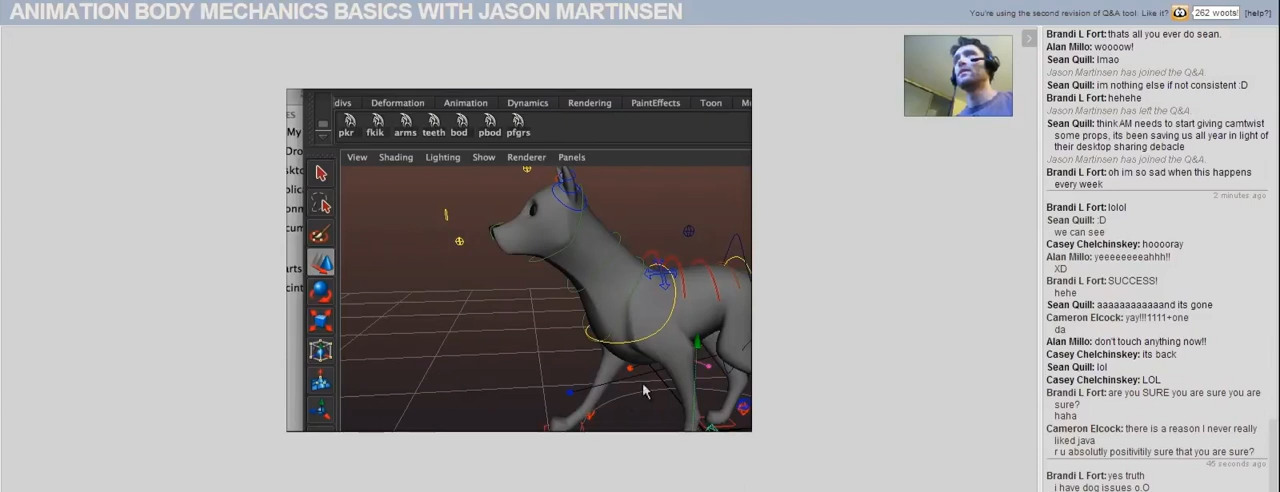 ANIMATION BODY MECHANICS BASICS WITH JASON MARTINSEN
You're using the second revision of Q&A tool. Like it? 262 woots! [help?]
divs Deformation Animation Dynamics Rendering PaintEffects Toon
pkr fkik arms teeth bod pbod pfgrs
View Shading Lighting Show Renderer Panels
Brandi L Fort: thats all you ever do sean.
Alan Millo: woooow!
Sean Quill: lmao
Jason Martinsen has joined the Q&A.
Sean Quill: im nothing else if not consistent :D
Brandi L Fort: hehehe
Jason Martinsen has left the Q&A.
Sean Quill: think AM needs to start giving camtwist
some props, its been saving us all year in light of
their desktop sharing debacle
Jason Martinsen has joined the Q&A.
Brandi L Fort: oh im so sad when this happens
every week
2 minutes ago
Brandi L Fort: lolol
Sean Quill: :D
we can see
Casey Chelchinskey: hooooray
Alan Millo: yeeeeeeeahhh!!
XD
Brandi L Fort: SUCCESS!
hehe
Sean Quill: aaaaaaaaaaand its gone
Cameron Elcock: yay!!!1111+one
da
Alan Millo: don't touch anything now!!
Casey Chelchinskey: its back
Sean Quill: lol
Casey Chelchinskey: LOL
Brandi L Fort: are you SURE you are sure you are
sure?
haha
Cameron Elcock: there is a reason I never really
liked java
r u absolutly positivitily sure that you are sure?
45 seconds ago
Brandi L Fort: yes truth
i have dog issues o.O